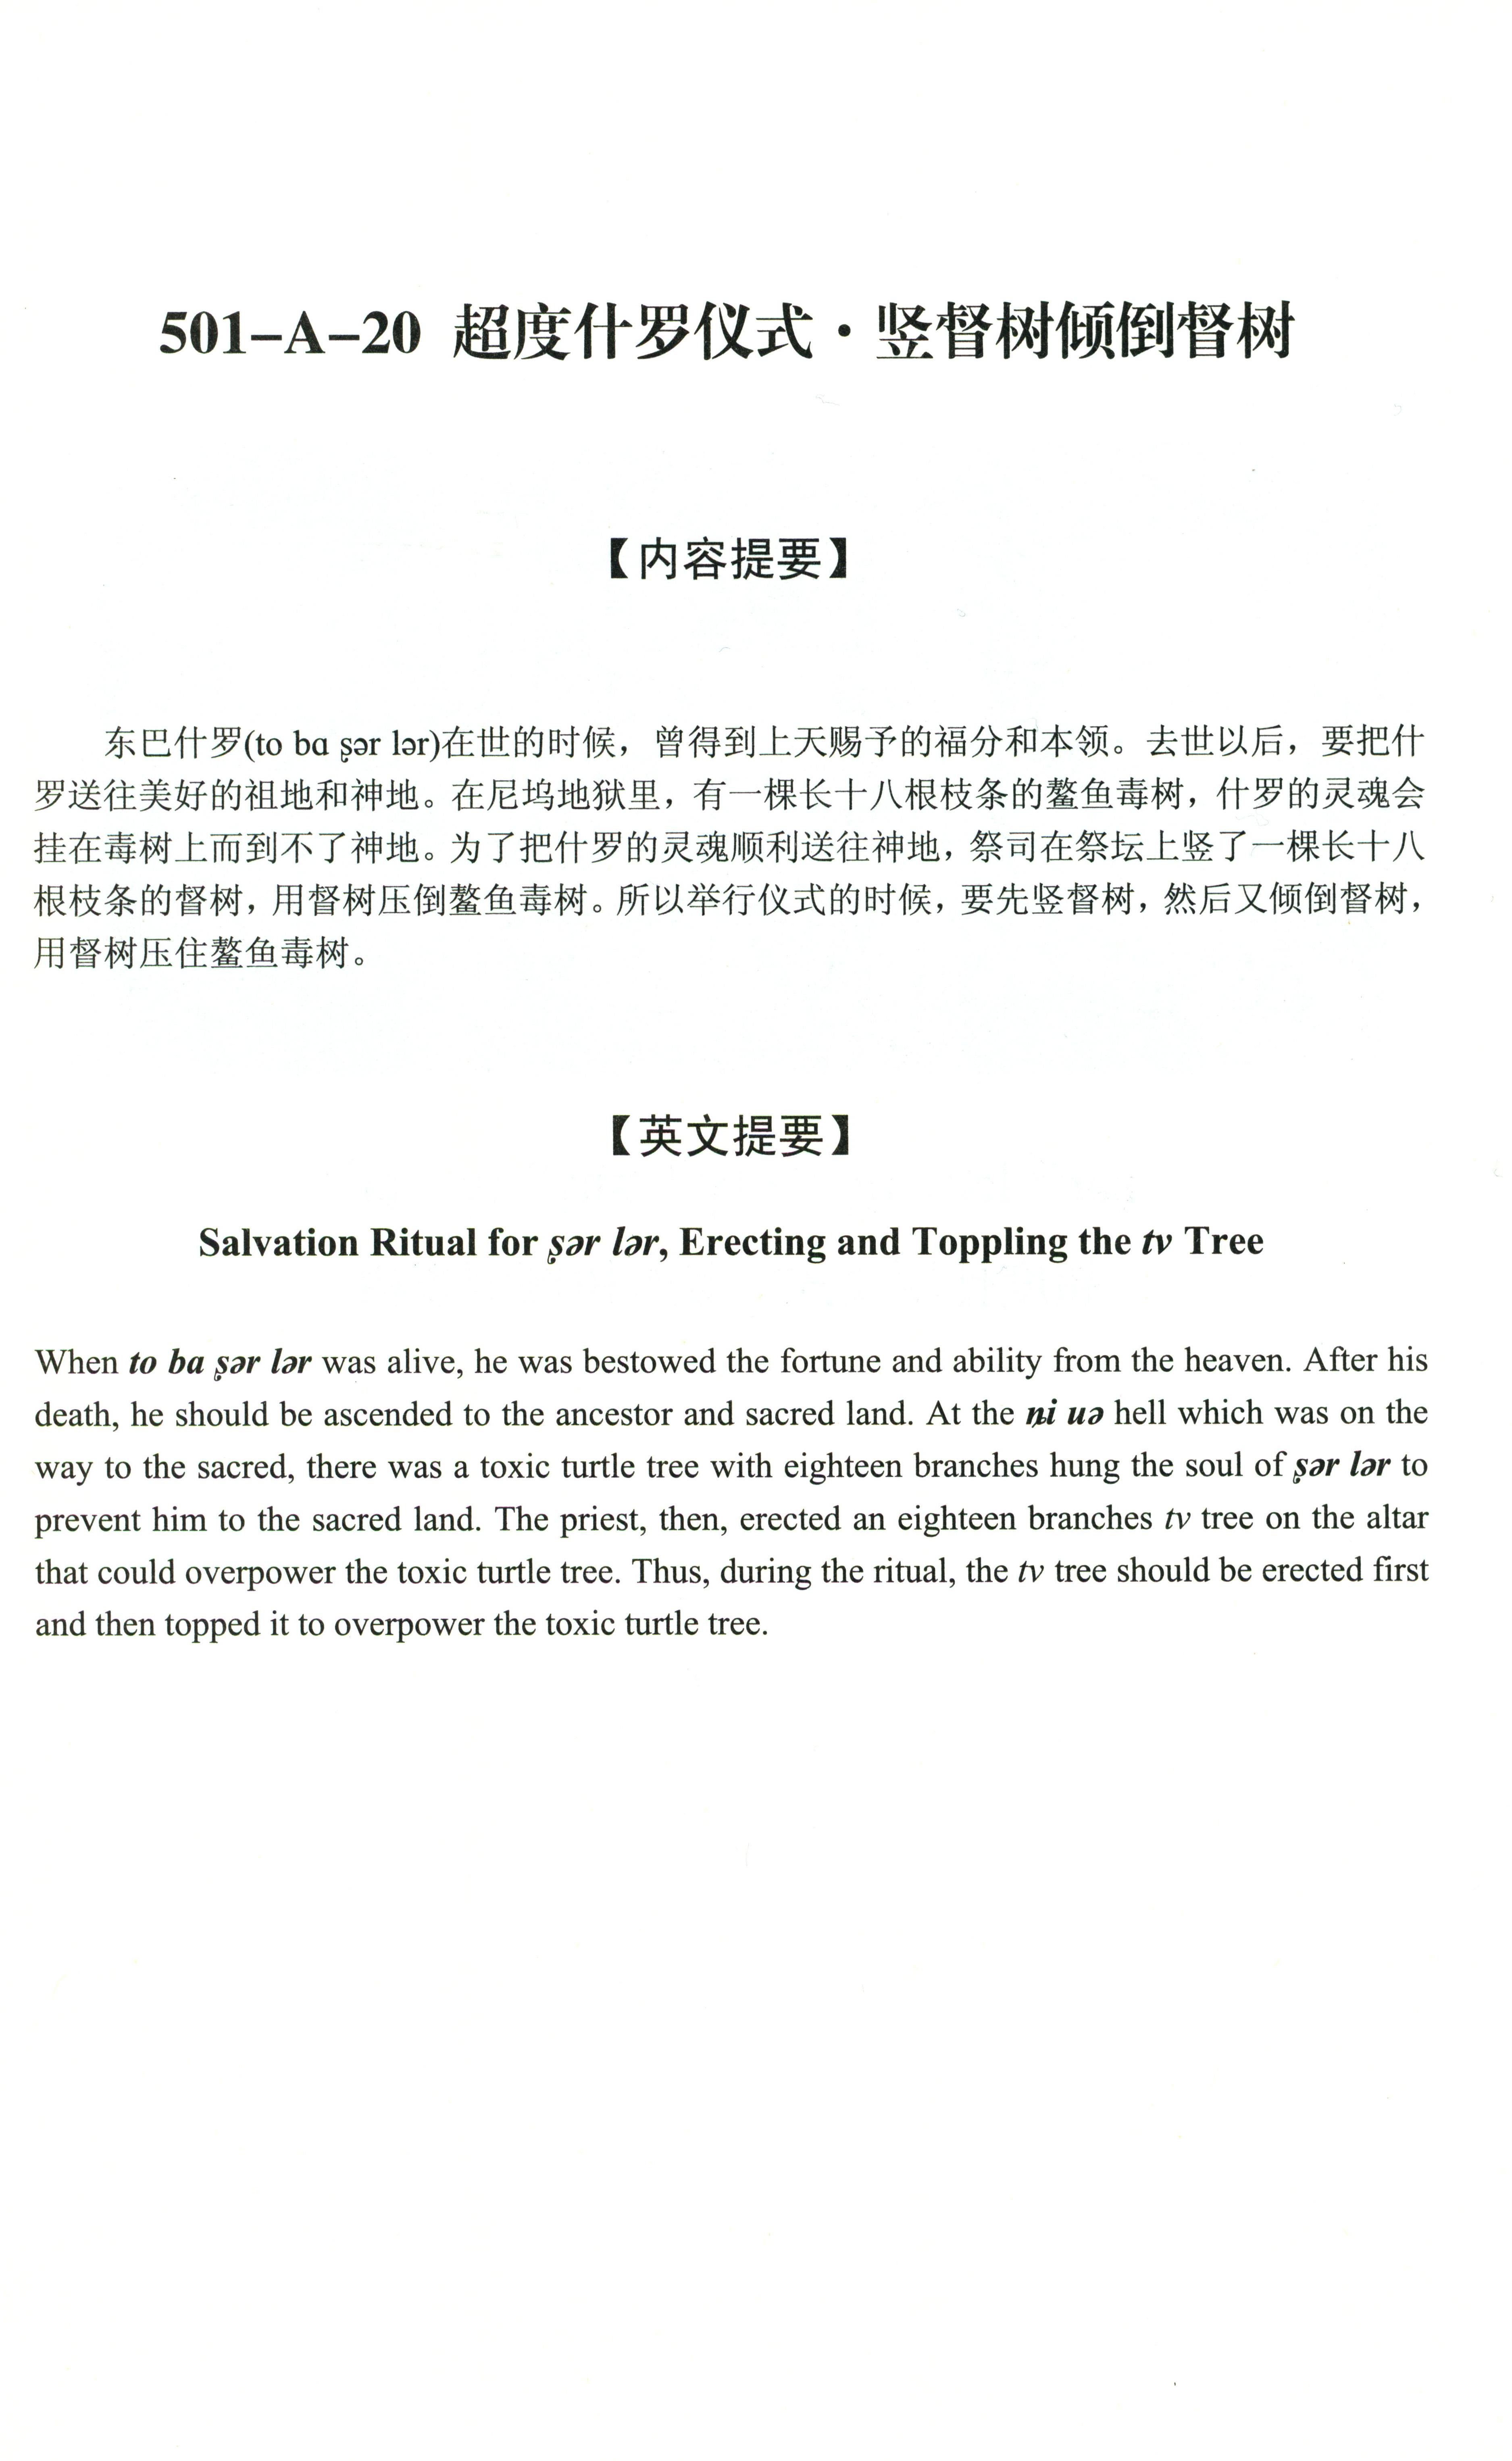 501-A-20 超度什罗仪式·竖督树倾倒督树
【内容提要】
东巴什罗(to bɑ ʂər lər)在世的时候，曾得到上天赐予的福分和本领。去世以后，要把什
罗送往美好的祖地和神地。在尼坞地狱里，有一棵长十八根枝条的鳌鱼毒树，什罗的灵魂会
挂在毒树上而到不了神地。为了把什罗的灵魂顺利送往神地，祭司在祭坛上竖了一棵长十八
根枝条的督树，用督树压倒鳌鱼毒树。所以举行仪式的时候，要先竖督树，然后又倾倒督树，
用督树压住鳌鱼毒树。
【英文提要】
Salvation Ritual for ʂər lər, Erecting and Toppling the tv Tree
When to ba ʂər lər was alive, he was bestowed the fortune and ability from the heaven. After his
death, he should be ascended to the ancestor and sacred land. At the ȵi uə hell which was on the
way to the sacred, there was a toxic turtle tree with eighteen branches hung the soul of ʂər lər to
prevent him to the sacred land. The priest, then, erected an eighteen branches tv tree on the altar
that could overpower the toxic turtle tree. Thus, during the ritual, the tv tree should be erected first
and then topped it to overpower the toxic turtle tree.